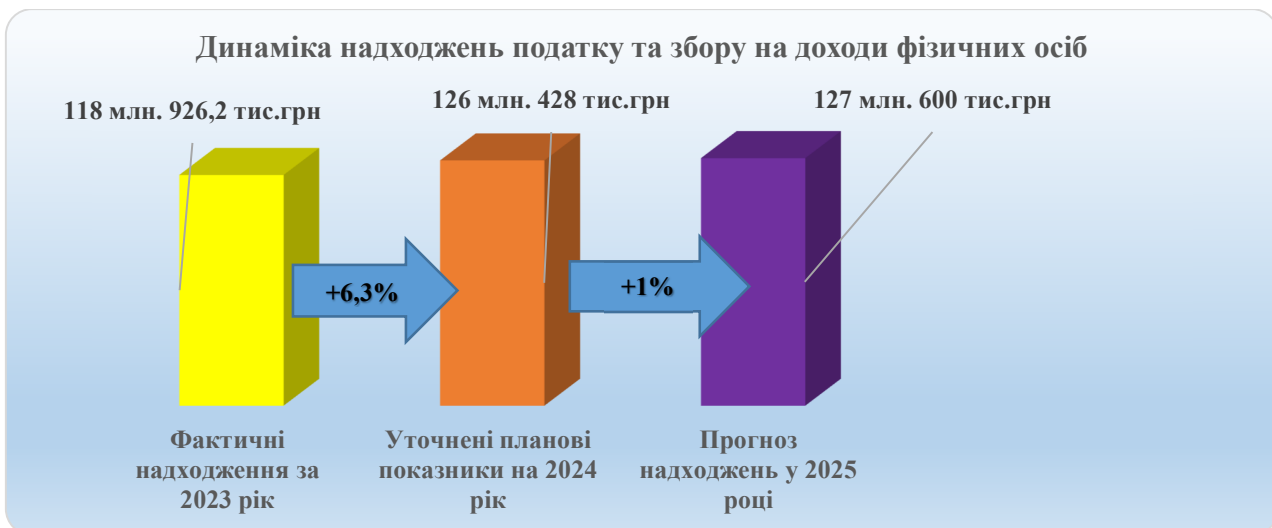 Динаміка надходжень податку та збору на доходи фізичних осіб
118 млн. 926,2 тис.грн
126 млн. 428 тис.грн
127 млн. 600 тис.грн
+6,3%
+1%
Фактичні
надходження за
2023 рік
Уточнені планові
показники на 2024
рік
Прогноз
надходжень у 2025
році